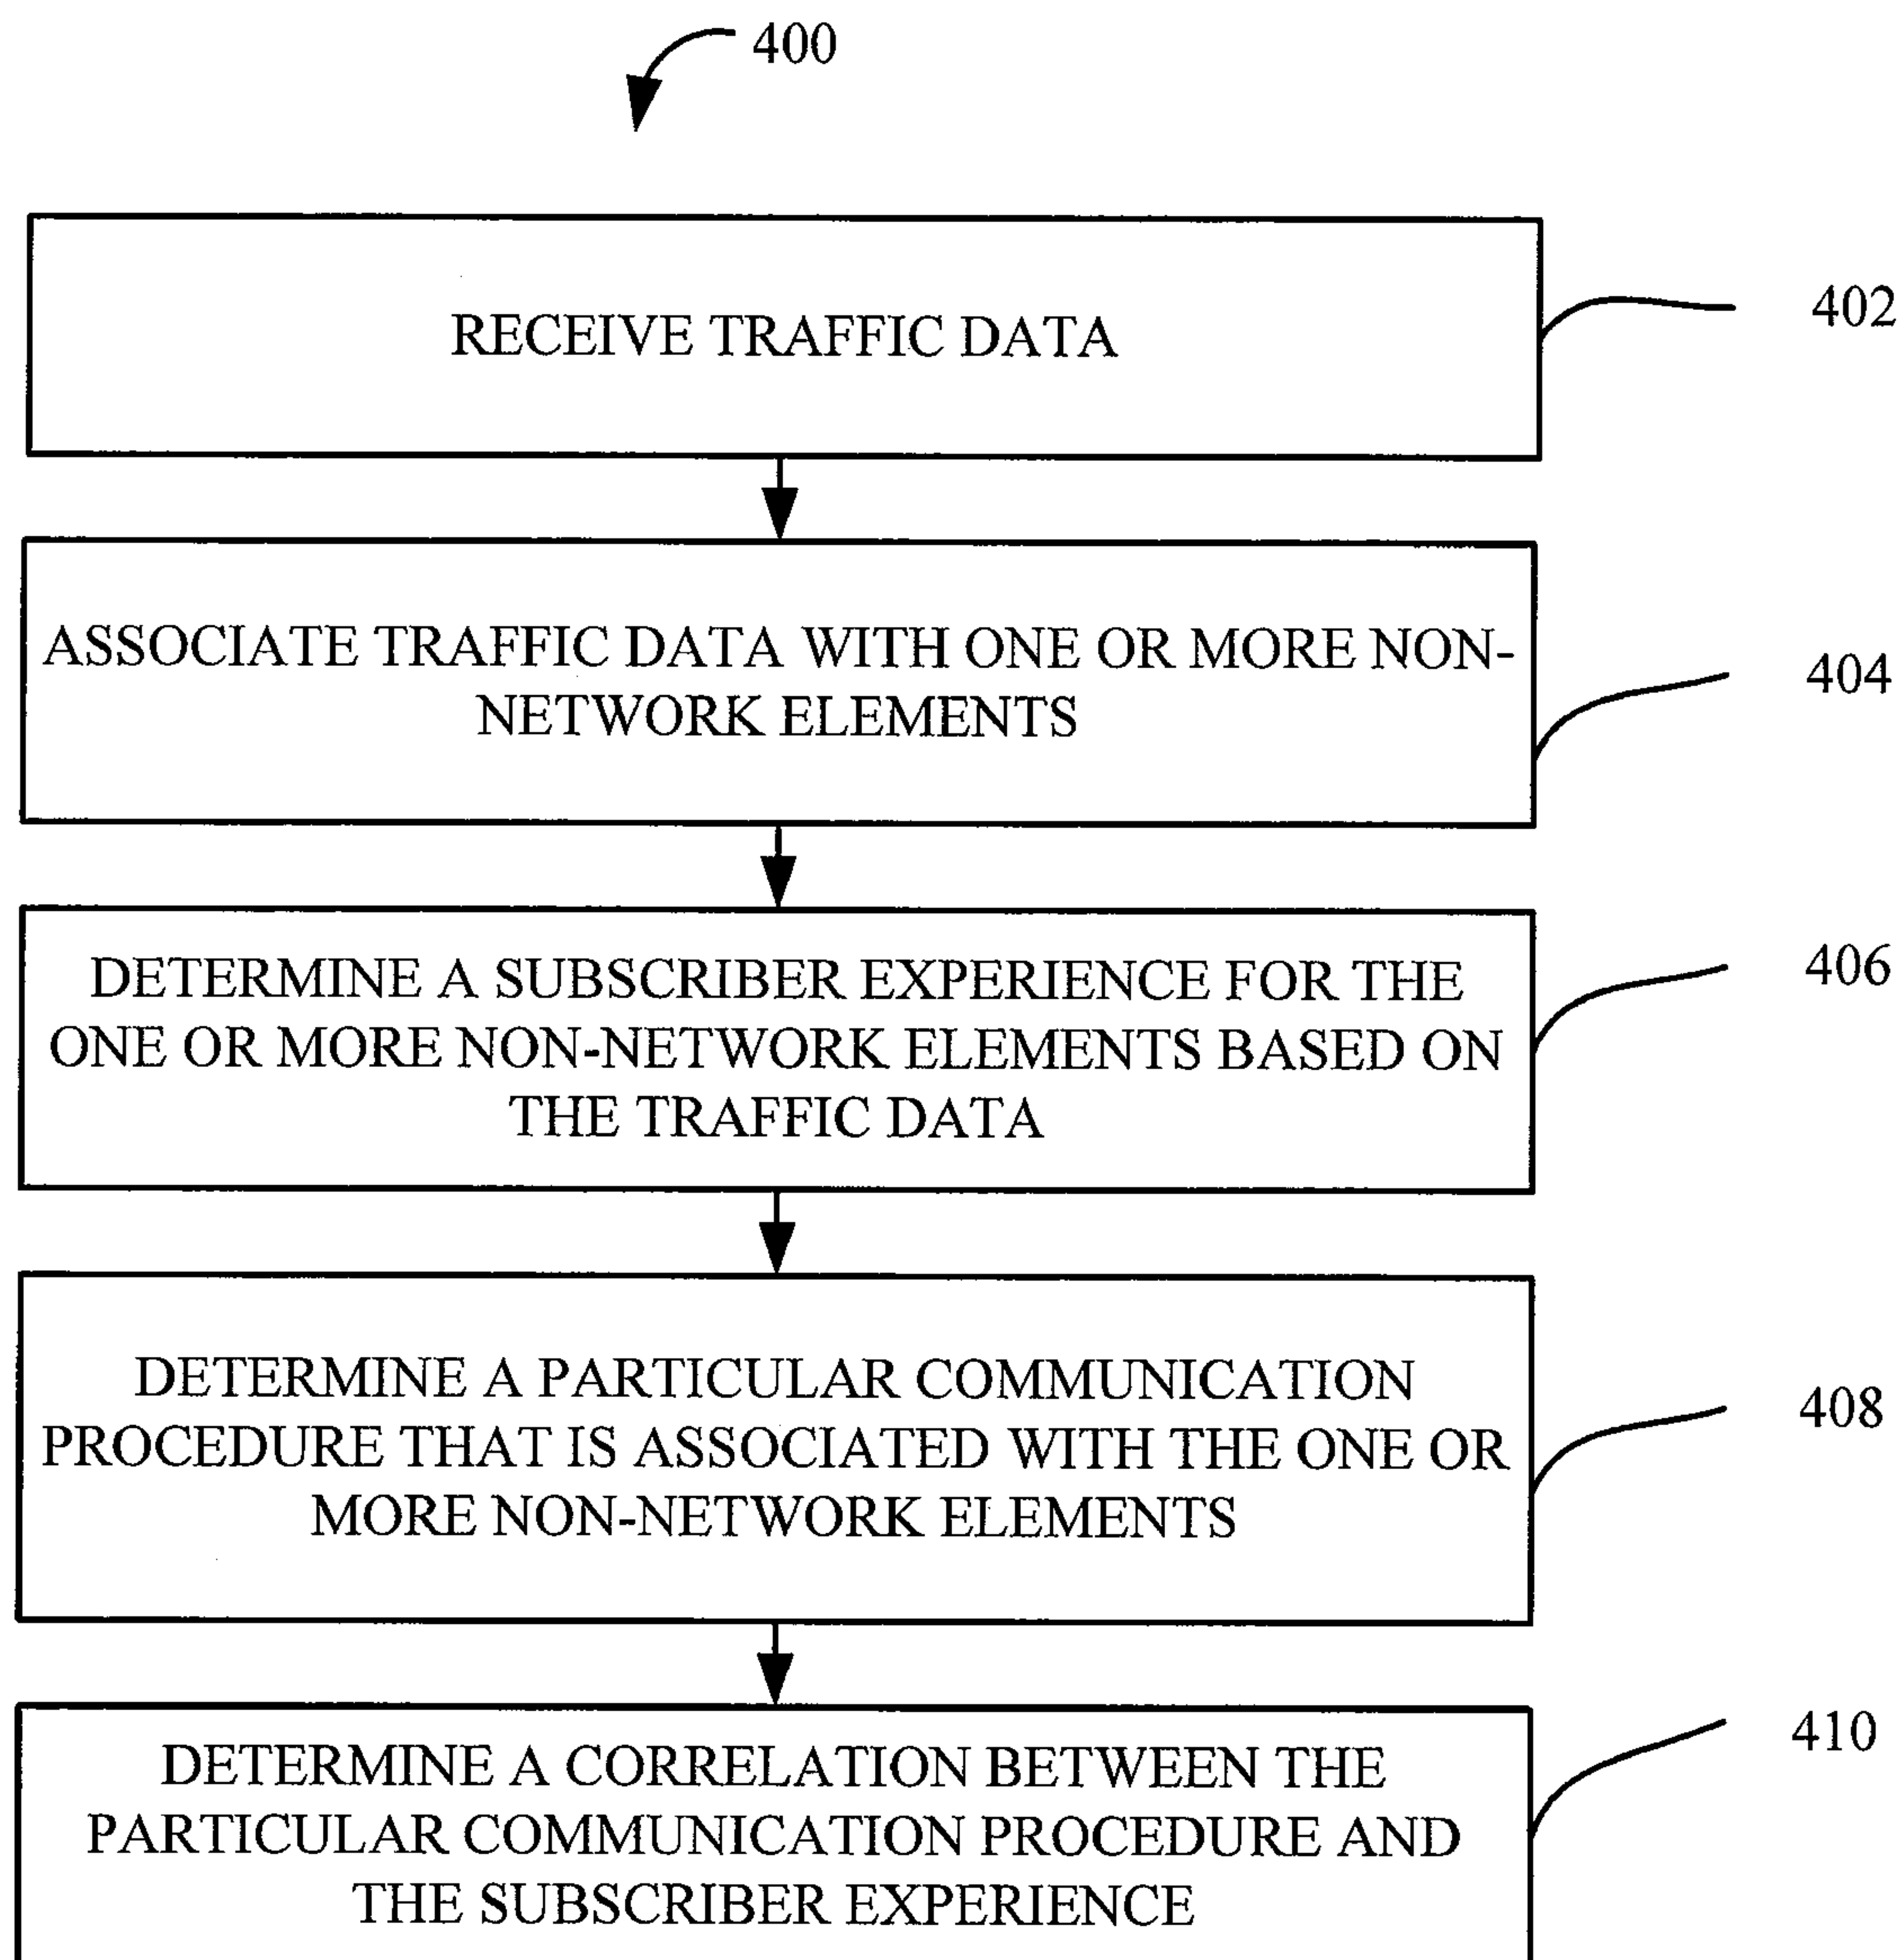 400
RECEIVE TRAFFIC DATA
402
ASSOCIATE TRAFFIC DATA WITH ONE OR MORE NON-
NETWORK ELEMENTS
404
DETERMINE A SUBSCRIBER EXPERIENCE FOR THE
ONE OR MORE NON-NETWORK ELEMENTS BASED ON
THE TRAFFIC DATA
406
DETERMINE A PARTICULAR COMMUNICATION
PROCEDURE THAT IS ASSOCIATED WITH THE ONE OR
MORE NON-NETWORK ELEMENTS
408
DETERMINE A CORRELATION BETWEEN THE
PARTICULAR COMMUNICATION PROCEDURE AND
THE SUBSCRIBER EXPERIENCE
410